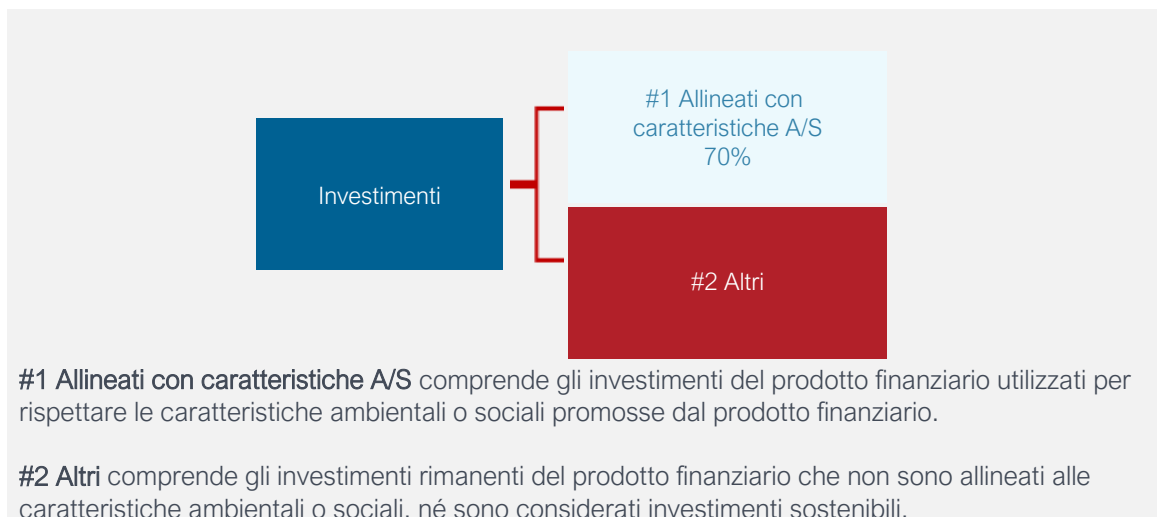 #1 Allineati con
caratteristiche A/S
70%
Investimenti
#2 Altri
#1 Allineati con caratteristiche A/S comprende gli investimenti del prodotto finanziario utilizzati per
rispettare le caratteristiche ambientali o sociali promosse dal prodotto finanziario.
#2 Altri comprende gli investimenti rimanenti del prodotto finanziario che non sono allineati alle
caratteristiche ambientali o sociali, né sono considerati investimenti sostenibili.